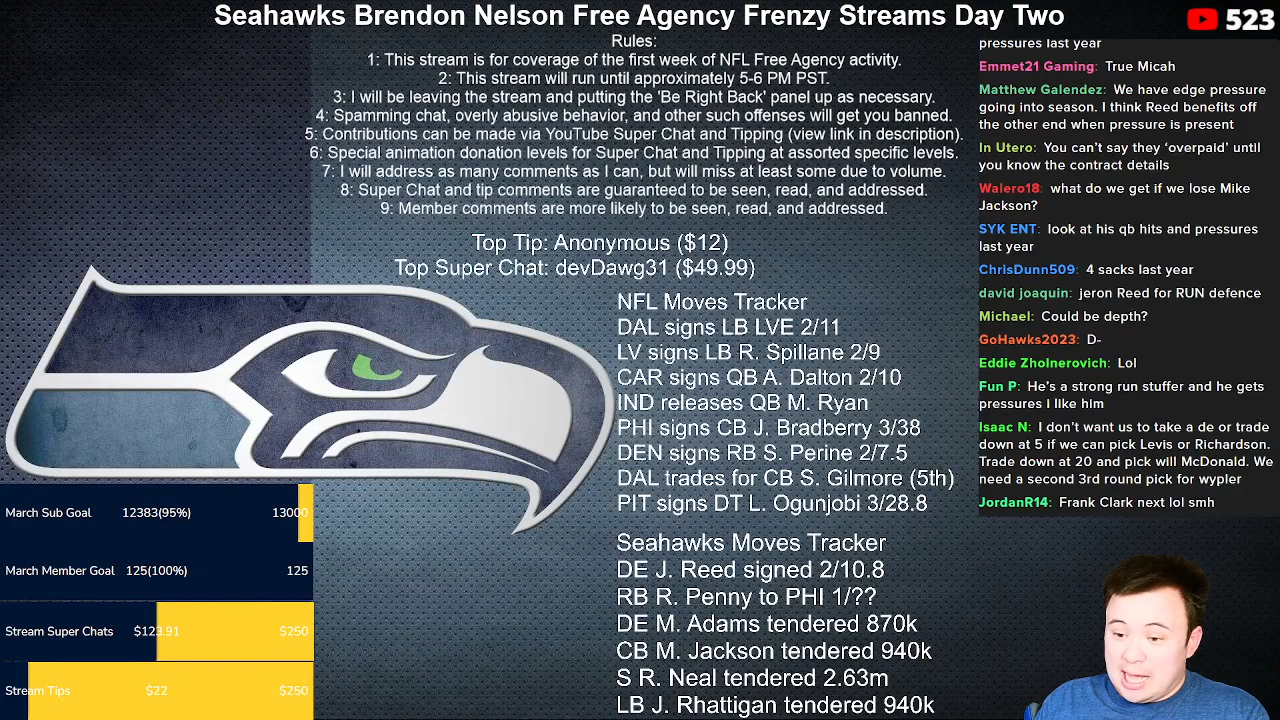 Seahawks Brendon Nelson Free Agency Frenzy Streams Day Two
523
Rules:
1: This stream is for coverage of the first week of NFL Free Agency activity.
2: This stream will run until approximately 5-6 PM PST.
3: I will be leaving the stream and putting the 'Be Right Back' panel up as necessary.
4: Spamming chat, overly abusive behavior, and other such offenses will get you banned.
5: Contributions can be made via YouTube Super Chat and Tipping (view link in description).
6: Special animation donation levels for Super Chat and Tipping at assorted specific levels.
7: I will address as many comments as I can, but will miss at least some due to volume.
8: Super Chat and tip comments are guaranteed to be seen, read, and addressed.
9: Member comments are more likely to be seen, read, and addressed.
Top Tip: Anonymous ($12)
Top Super Chat: devDawg31 ($49.99)
NFL Moves Tracker
DAL signs LB LVE 2/11
LV signs LB R. Spillane 2/9
CAR signs QB A. Dalton 2/10
IND releases QB M. Ryan
PHI signs CB J. Bradberry 3/38
DEN signs RB S. Perine 2/7.5
DAL trades for CB S. Gilmore (5th)
PIT signs DT L. Ogunjobi 3/28.8
Seahawks Moves Tracker
DE J. Reed signed 2/10.8
RB R. Penny to PHI 1/??
DE M. Adams tendered 870k
CB M. Jackson tendered 940k
S R. Neal tendered 2.63m
LB J. Rhattigan tendered 940k
March Sub Goal 12383(95%) 13000
March Member Goal 125(100%) 125
Stream Super Chats $123.91 $250
Stream Tips $22 $250
pressures last year
Emmet21 Gaming: True Micah
Matthew Galendez: We have edge pressure
going into season. I think Reed benefits off
the other end when pressure is present
In Utero: You can't say they 'overpaid' until
you know the contract details
Walero18: what do we get if we lose Mike
Jackson?
SYK ENT: look at his qb hits and pressures
last year
ChrisDunn509: 4 sacks last year
david joaquin: jeron Reed for RUN defence
Michael: Could be depth?
GoHawks2023: D-
Eddie Zholnerovich: Lol
Fun P: He's a strong run stuffer and he gets
pressures I like him
Isaac N: I don't want us to take a de or trade
down at 5 if we can pick Levis or Richardson.
Trade down at 20 and pick will McDonald. We
need a second 3rd round pick for wypler
JordanR14: Frank Clark next lol smh